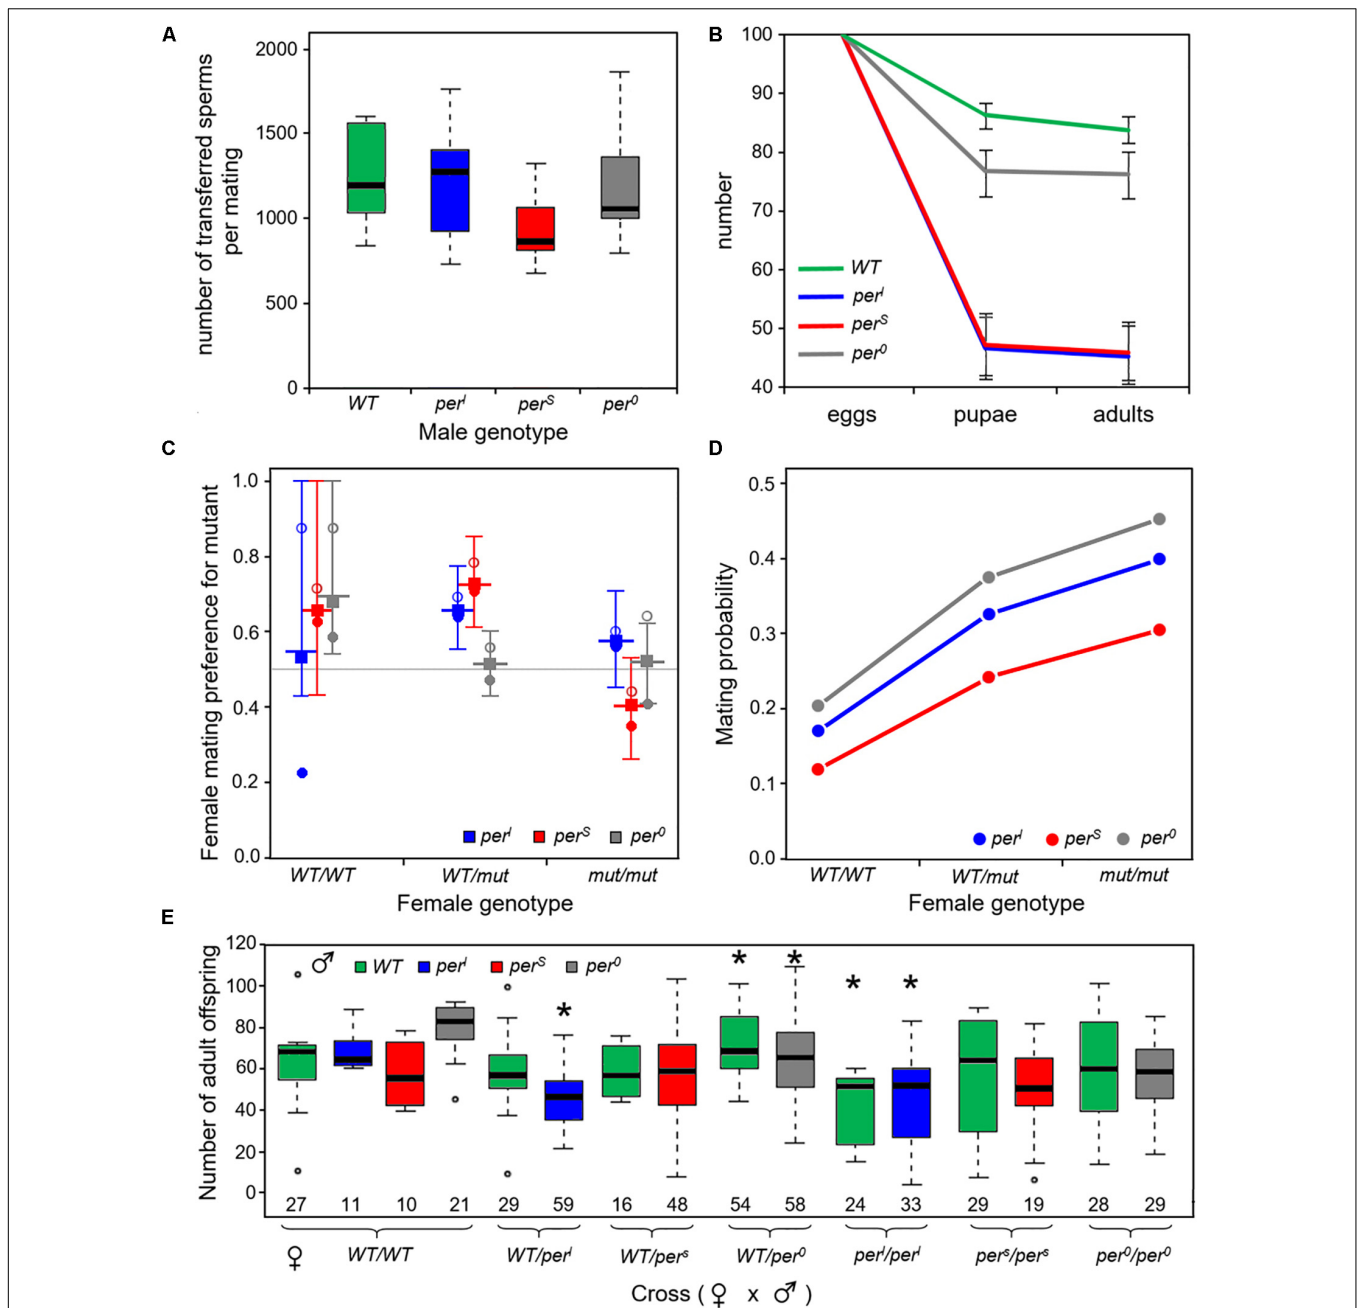 A
2000
1500
1000
500
0
number of transferred sperms
per mating
WT
per^l
per^S
per^0
Male genotype
B
100
90
80
70
60
50
40
number
WT
per^l
per^S
per^0
eggs
pupae
adults
C
1.0
0.8
0.6
0.4
0.2
0.0
Female mating preference for mutant
per^l
per^S
per^0
WT/WT
WT/mut
mut/mut
Female genotype
D
0.5
0.4
0.3
0.2
0.1
0.0
Mating probability
per^l
per^S
per^0
WT/WT
WT/mut
mut/mut
Female genotype
E
120
100
80
60
40
20
0
Number of adult offspring
♂ WT per^l per^S per^0
* * * * *
27 11 10 21 29 59 16 48 54 58 24 33 29 19 28 29
♀ WT/WT WT/per^l WT/per^s WT/per^0 per^l/per^l per^s/per^s per^0/per^0
Cross (♀ x ♂)